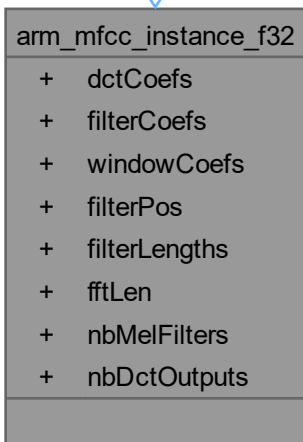 arm_mfcc_instance_f32
+ dctCoefs
+ filterCoefs
+ windowCoefs
+ filterPos
+ filterLengths
+ fftLen
+ nbMelFilters
+ nbDctOutputs